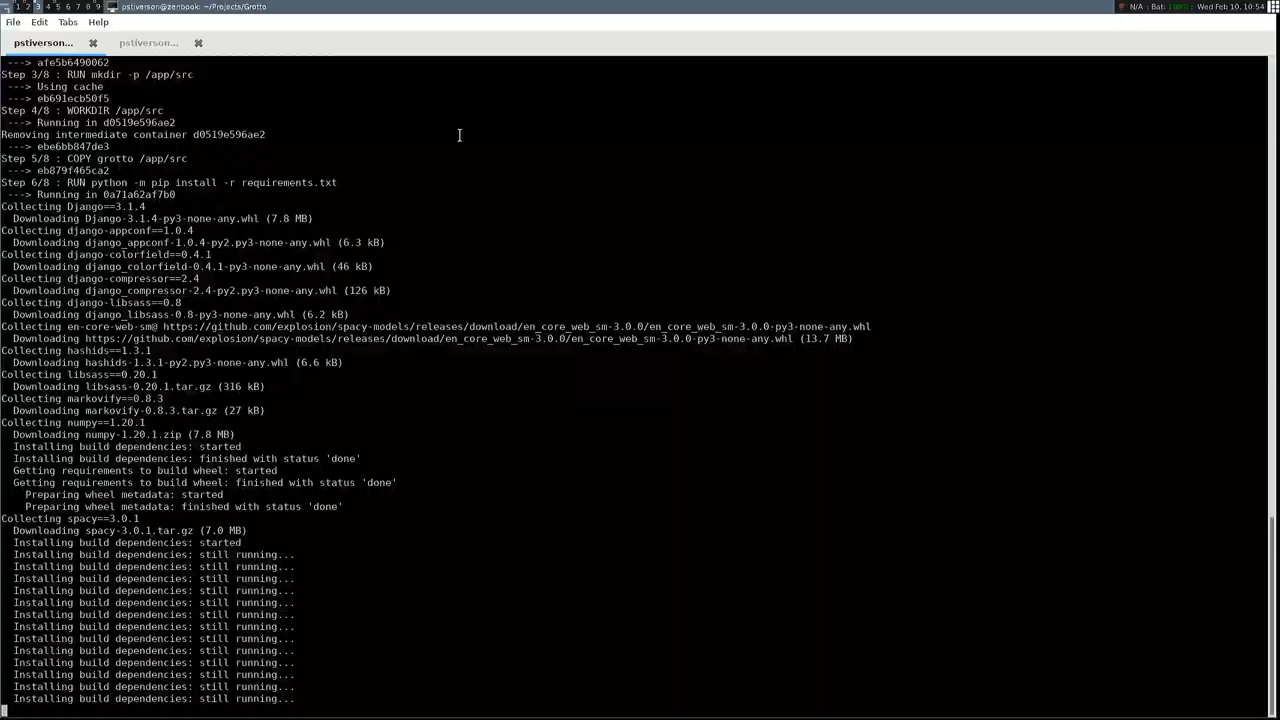 1 2 3 4 5 6 7 8 9 pstiverson@zenbook: ~/Projects/Grotto N/A : Bat: 100% : Wed Feb 10, 10:54
File Edit Tabs Help
pstiverson... ✖ pstiverson... ✖
---> afe5b6490062
Step 3/8 : RUN mkdir -p /app/src
---> Using cache
---> eb691ecb50f5
Step 4/8 : WORKDIR /app/src
---> Running in d0519e596ae2
Removing intermediate container d0519e596ae2
---> ebe6bb847de3
Step 5/8 : COPY grotto /app/src
---> eb879f465ca2
Step 6/8 : RUN python -m pip install -r requirements.txt
---> Running in 0a71a62af7b0
Collecting Django==3.1.4
Downloading Django-3.1.4-py3-none-any.whl (7.8 MB)
Collecting django-appconf==1.0.4
Downloading django_appconf-1.0.4-py2.py3-none-any.whl (6.3 kB)
Collecting django-colorfield==0.4.1
Downloading django_colorfield-0.4.1-py3-none-any.whl (46 kB)
Collecting django-compressor==2.4
Downloading django_compressor-2.4-py2.py3-none-any.whl (126 kB)
Collecting django-libsass==0.8
Downloading django_libsass-0.8-py3-none-any.whl (6.2 kB)
Collecting en-core-web-sm@ https://github.com/explosion/spacy-models/releases/download/en_core_web_sm-3.0.0/en_core_web_sm-3.0.0-py3-none-any.whl
Downloading https://github.com/explosion/spacy-models/releases/download/en_core_web_sm-3.0.0/en_core_web_sm-3.0.0-py3-none-any.whl (13.7 MB)
Collecting hashids==1.3.1
Downloading hashids-1.3.1-py2.py3-none-any.whl (6.6 kB)
Collecting libsass==0.20.1
Downloading libsass-0.20.1.tar.gz (316 kB)
Collecting markovify==0.8.3
Downloading markovify-0.8.3.tar.gz (27 kB)
Collecting numpy==1.20.1
Downloading numpy-1.20.1.zip (7.8 MB)
Installing build dependencies: started
Installing build dependencies: finished with status 'done'
Getting requirements to build wheel: started
Getting requirements to build wheel: finished with status 'done'
Preparing wheel metadata: started
Preparing wheel metadata: finished with status 'done'
Collecting spacy==3.0.1
Downloading spacy-3.0.1.tar.gz (7.0 MB)
Installing build dependencies: started
Installing build dependencies: still running...
Installing build dependencies: still running...
Installing build dependencies: still running...
Installing build dependencies: still running...
Installing build dependencies: still running...
Installing build dependencies: still running...
Installing build dependencies: still running...
Installing build dependencies: still running...
Installing build dependencies: still running...
Installing build dependencies: still running...
Installing build dependencies: still running...
Installing build dependencies: still running...
Installing build dependencies: still running...